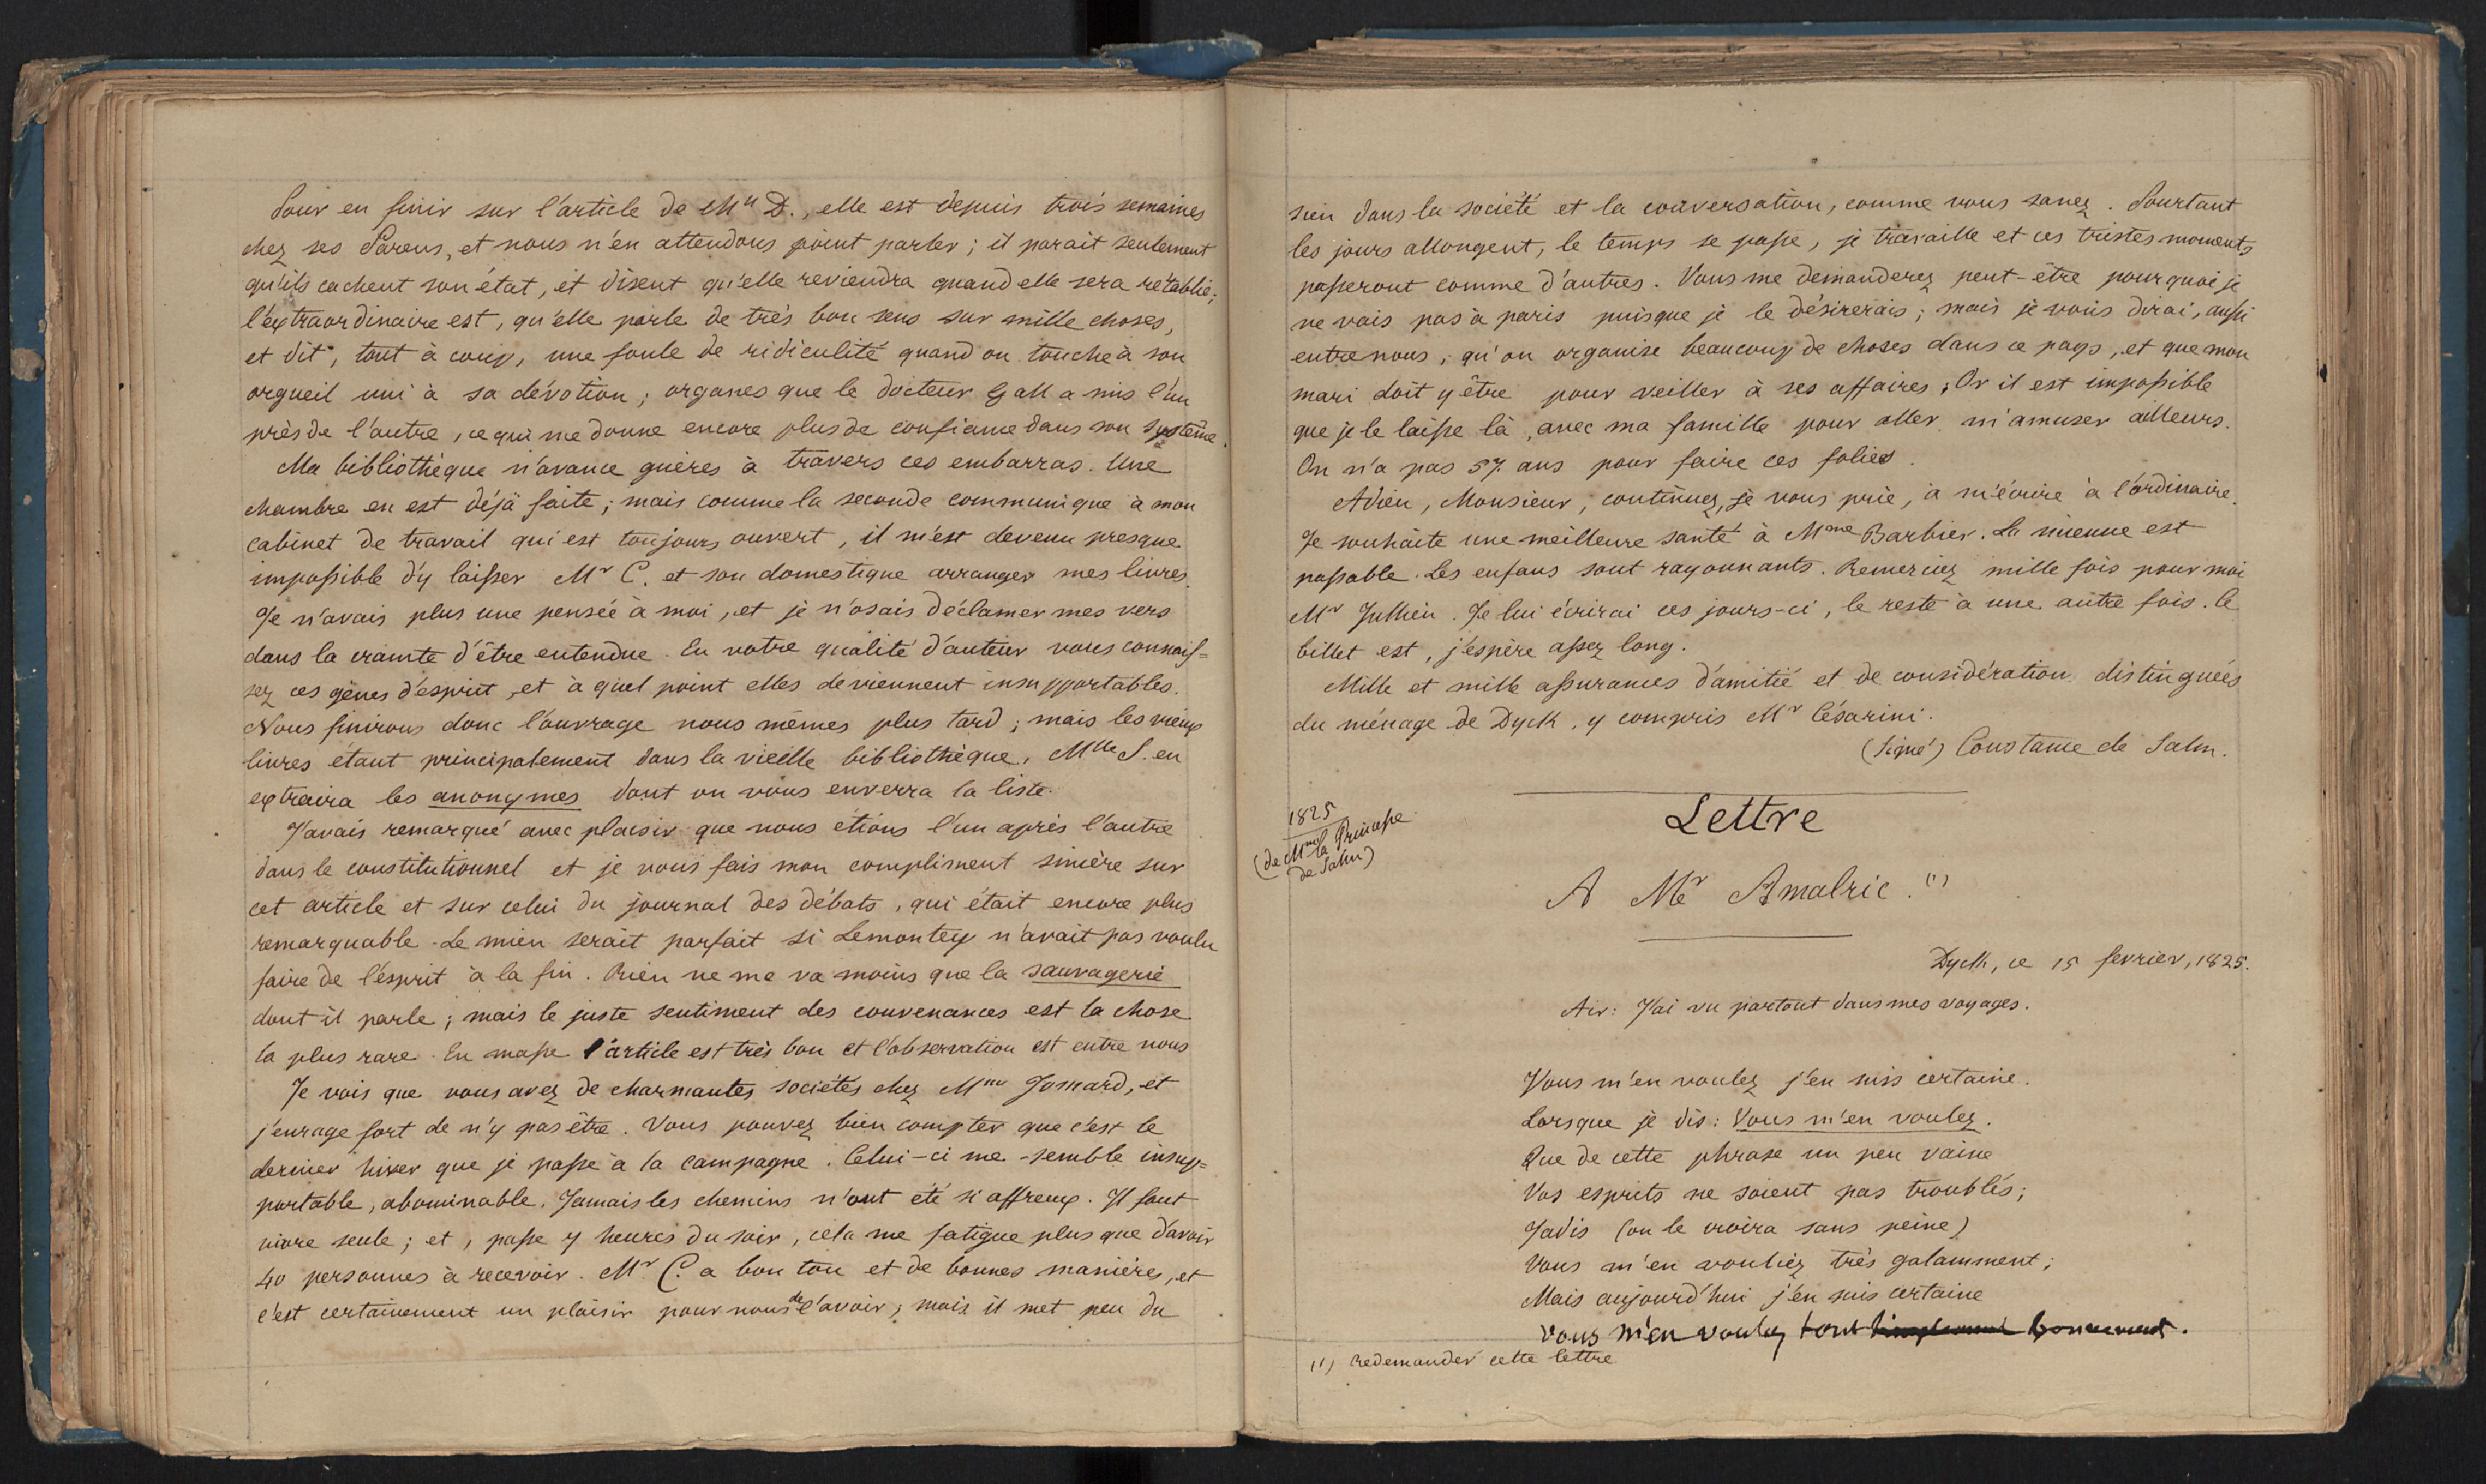 Pour en finir sur l'article de Mlle D., elle est depuis trois semaines
chez ses Parens, et nous n'en attendons point parler ; il parait seulement
qu'ils cachent son état, et disent qu'elle reviendra quand elle sera rétablie ;
l'extraordinaire est, qu'elle parle de très bon sens sur mille choses,
et dit, tout à coup, une foule de ridiculité quand on touche à son
orgueil uni à sa dévotion ; organes que le docteur Gall a mis l'un
près de l'autre, ce qui me donne encore plus de confiance dans son système.
Ma bibliothèque n'avance guères à travers ces embarras. Une
chambre en est déjà faite ; mais comme la seconde communique à mon
cabinet de travail qui est toujours ouvert, il m'est devenu presque
impossible d'y laisser Mr C. et son domestique arranger mes livres.
Je n'avais plus une pensée à moi, et je n'osais déclamer mes vers
dans la crainte d'être entendue. En votre qualité d'auteur vous connais=
sez ces gênes d'esprit, et à quel point elles deviennent insupportables.
Nous finirons donc l'ouvrage nous mêmes plus tard ; mais les vieux
livres étant principalement dans la vieille bibliothèque, Mlle S. en
extraira les anonymes dont on vous enverra la liste.
J'avais remarqué avec plaisir que nous étions l'un après l'autre
dans le constitutionnel et je vous fais mon compliment sincère sur
cet article et sur celui du journal des débats, qui était encore plus
remarquable. Le mien serait parfait si Lemontey n'avait pas voulu
faire de l'esprit à la fin. Rien ne me va moins que la sauvagerie
dont il parle ; mais le juste sentiment des convenances est la chose
la plus rare. En masse l'article est très bon et l'observation est entre nous
Je vois que vous avez de charmantes sociétés chez Mme Jomard, et
j'enrage fort de n'y pas être. Vous pouvez bien compter que c'est le
dernier hiver que je passe à la campagne. Celui-ci me semble insup=
portable, abominable. Jamais les chemins n'ont été si affreux. Il faut
vivre seule ; et, passe 7 heures du soir, cela me fatigue plus que d'avoir
40 personnes à recevoir. Mr C. a bon ton et de bonnes manières, et
c'est certainement un plaisir pour nous de l'avoir ; mais il met peu du
sien dans la société et la conversation, comme vous savez. Pourtant
les jours allongent, le temps se passe, je travaille et ces tristes moments
passeront comme d'autres. Vous me demanderez peut-être pourquoi je
ne vais pas à paris puisque je le désirerais ; mais je vous dirai, aussi
entre nous, qu'on organise beaucoup de choses dans ce pays, et que mon
mari doit y être pour veiller à ses affaires ; Or il est impossible
que je le laisse là, avec ma famille pour aller m'amuser ailleurs.
On n'a pas 57 ans pour faire ces folies.
Adieu, Monsieur, continuez, je vous prie, à m'écrire à l'ordinaire.
Je souhaite une meilleure santé à Mme Barbier. La mienne est
passable. Les enfans sont rayonnants. Remerciez mille fois pour moi
Mr Jullien. Je lui écrirai ces jours-ci, le reste à une autre fois. le
billet est, j'espère assez long.
Mille et mille assurances d'amitié et de considération distinguées
du ménage de Dyck, y compris Mr Césarini.
(Signé) Constance de Salm.
1825
(de Mme la Princesse
de Salm)
Lettre
A Mr Amalric. (1)
Dyck, ce 15 fevrier, 1825.
Air : J'ai vu partout dans mes voyages.
Vous m'en voulez j'en suis certaine.
Lorsque je dis : Vous m'en voulez.
Que de cette phrase un peu vaine
Vos esprits ne soient pas troublés ;
Jadis (on le croira sans peine)
Vous m'en vouliez très galamment ;
Mais aujourd'hui j'en suis certaine
Vous m'en voulez tout simplement bonnement.
(1) Redemander cette lettre